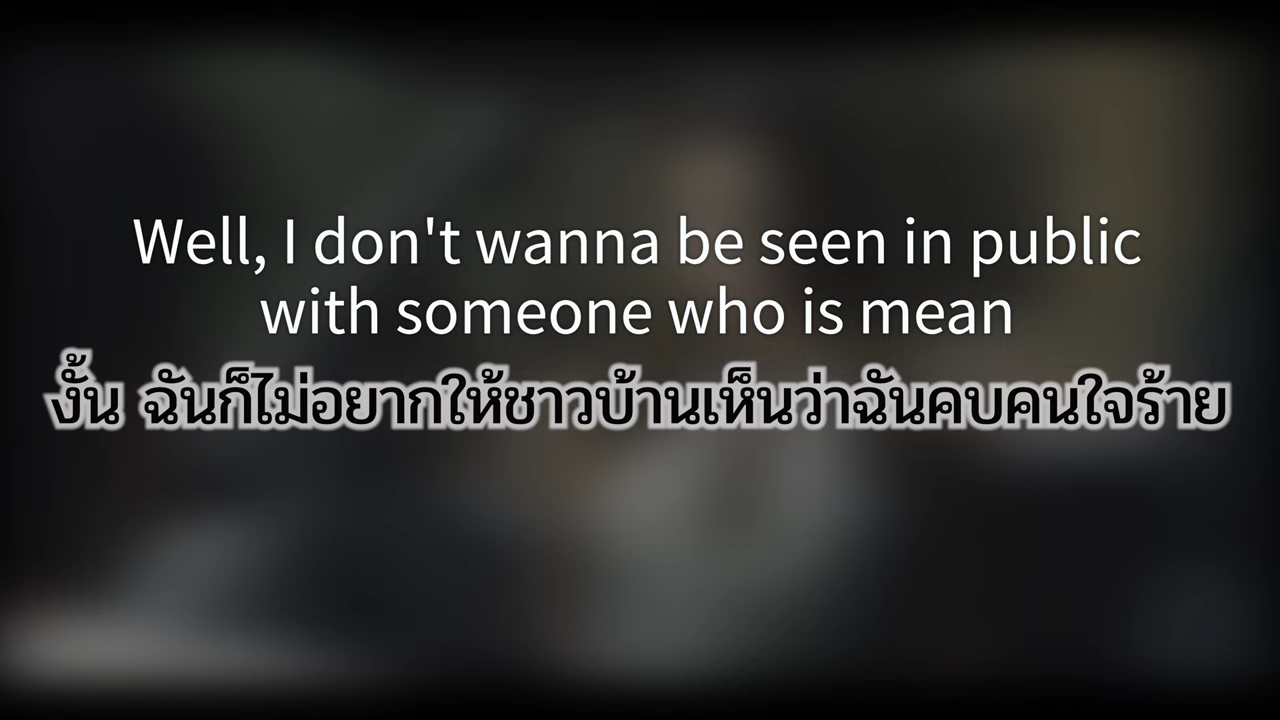 Well, I don't wanna be seen in public
with someone who is mean
งั้น ฉันก็ไม่อยากให้ชาวบ้านเห็นว่าฉันคบคนใจร้าย